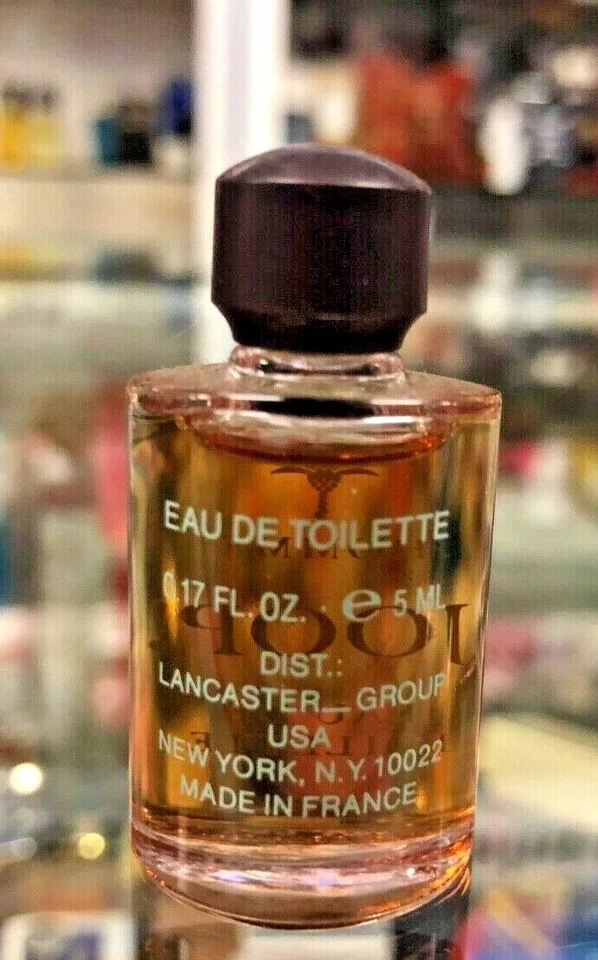 EAU DE TOILETTE
0.17 FL. OZ. · e 5 ML
DIST.:
LANCASTER GROUP
USA
NEW YORK, N.Y. 10022
MADE IN FRANCE
JOOP!